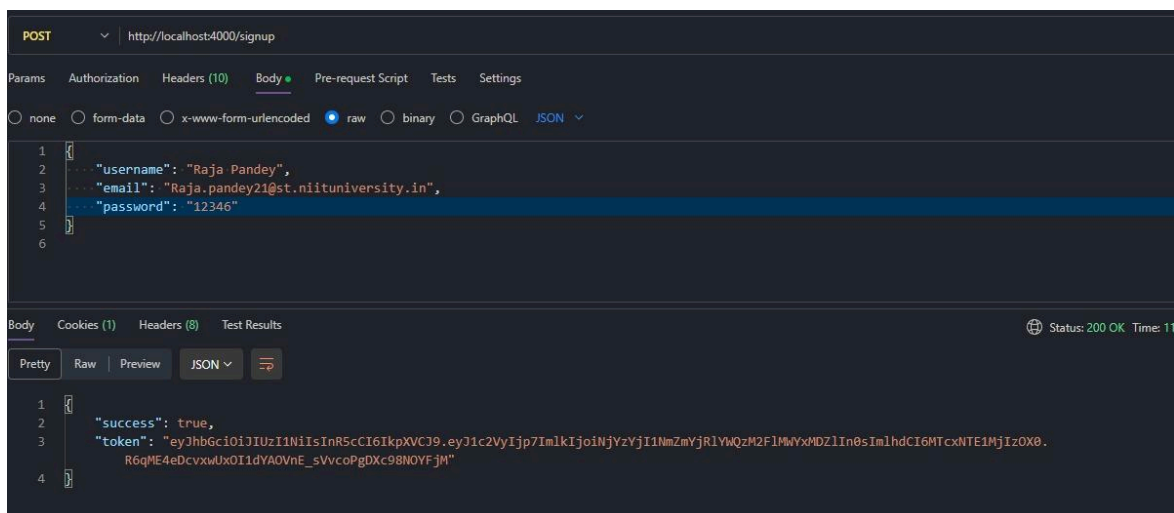 POST http://localhost:4000/signup
Params Authorization Headers (10) Body Pre-request Script Tests Settings
none form-data x-www-form-urlencoded raw binary GraphQL JSON
1 {
2 "username": "Raja Pandey",
3 "email": "Raja.pandey21@st.niituniversity.in",
4 "password": "12346"
5 }
6
Body Cookies (1) Headers (8) Test Results Status: 200 OK Time: 11
Pretty Raw Preview JSON
1 {
2 "success": true,
3 "token": "eyJhbGciOiJIUzI1NiIsInR5cCI6IkpXVCJ9.eyJ1c2VyIjp7ImlkIjoiNjYzYjI1NmZmYjRlYWQzM2FlMWYxMDZlIn0sImlhdCI6MTcxNTE1MjIzOX0.
R6qME4eDcvxwUxOI1dYAOVnE_sVvcoPgDXc98NOYFjM"
4 }